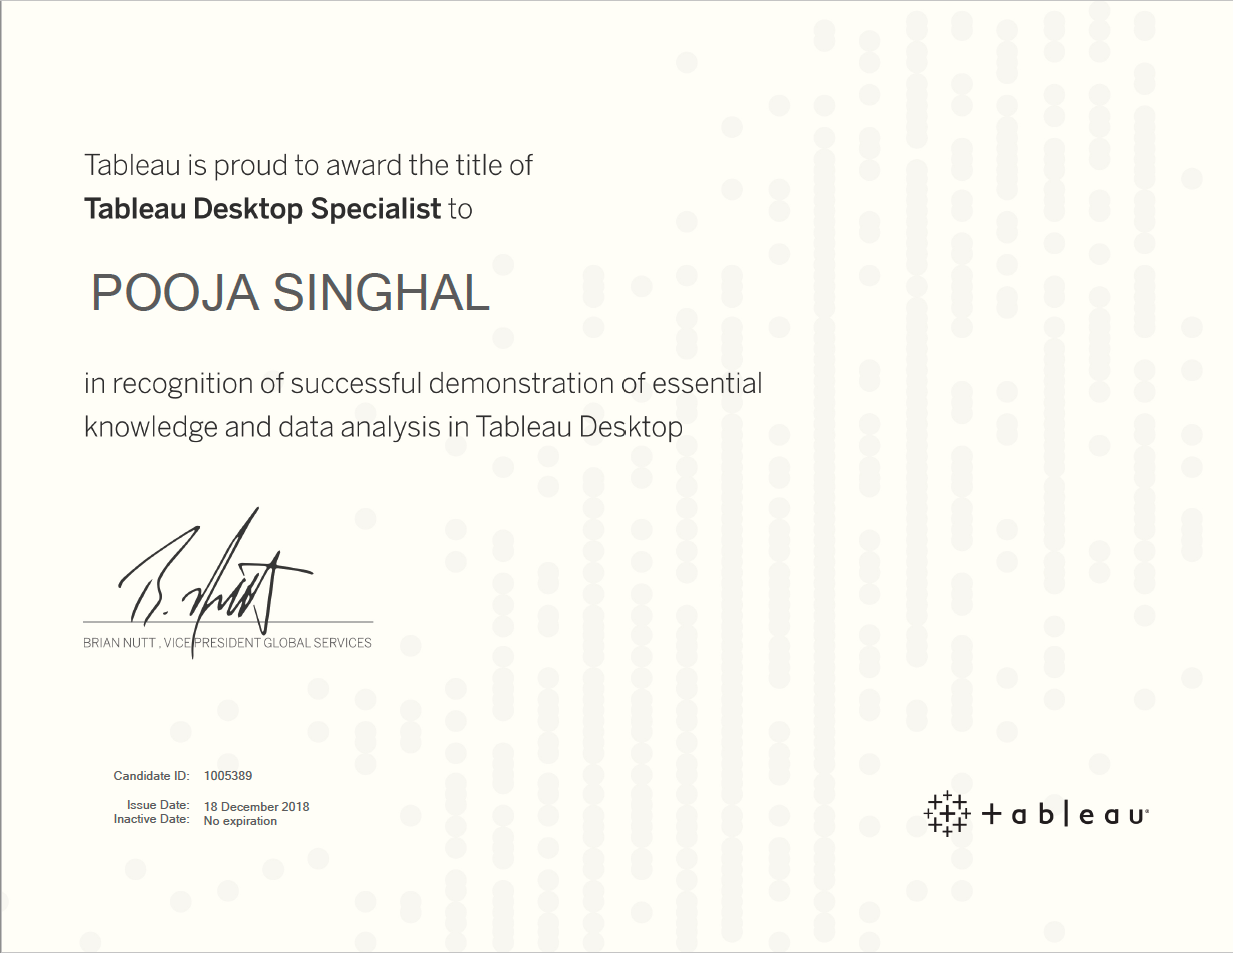 Tableau is proud to award the title of
Tableau Desktop Specialist to
POOJA SINGHAL
in recognition of successful demonstration of essential
knowledge and data analysis in Tableau Desktop
B. Nutt
BRIAN NUTT , VICE PRESIDENT GLOBAL SERVICES
Candidate ID: 1005389
Issue Date: 18 December 2018
Inactive Date: No expiration
+ableau®